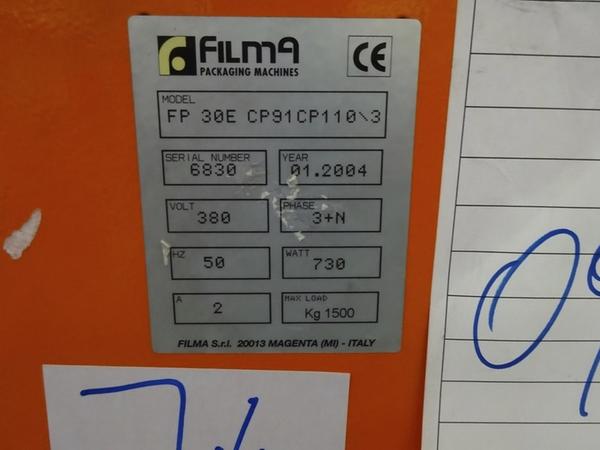 FILMA
PACKAGING MACHINES
CE
MODEL
FP 30E CP91CP110\3
SERIAL NUMBER
6830
YEAR
01.2004
VOLT
380
PHASE
3+N
HZ
50
WATT
730
A
2
MAX LOAD
Kg 1500
FILMA S.r.l. 20013 MAGENTA (MI) - ITALY